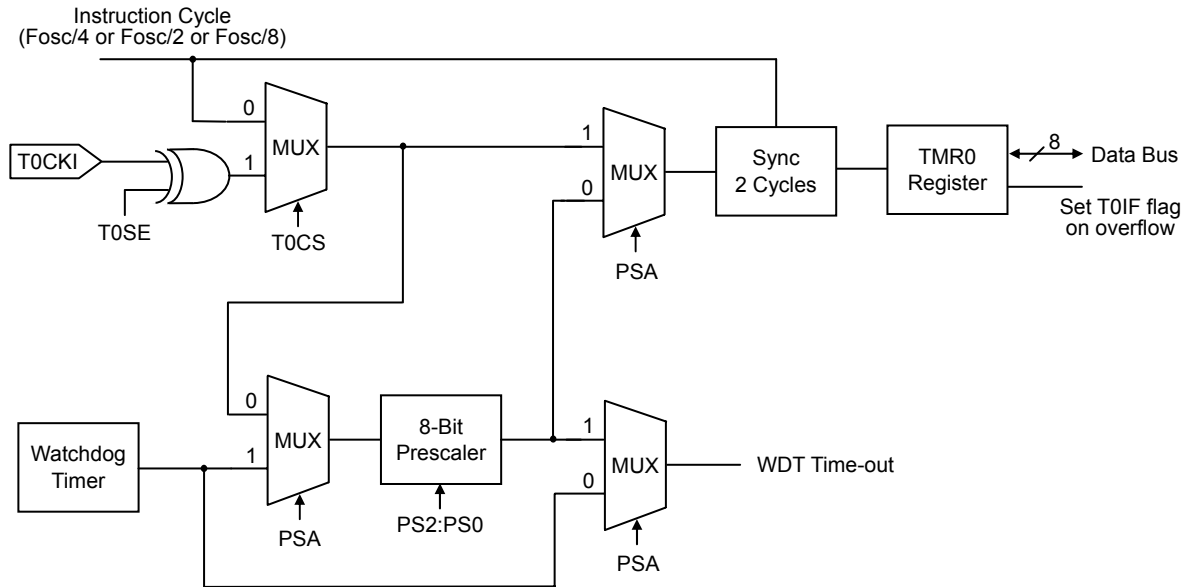 Instruction Cycle
(Fosc/4 or Fosc/2 or Fosc/8)
0
MUX
1
T0CKI
T0SE
T0CS
1
MUX
0
PSA
Sync
2 Cycles
TMR0
Register
8
Data Bus
Set T0IF flag
on overflow
Watchdog
Timer
0
MUX
1
PSA
8-Bit
Prescaler
PS2:PS0
1
MUX
0
PSA
WDT Time-out